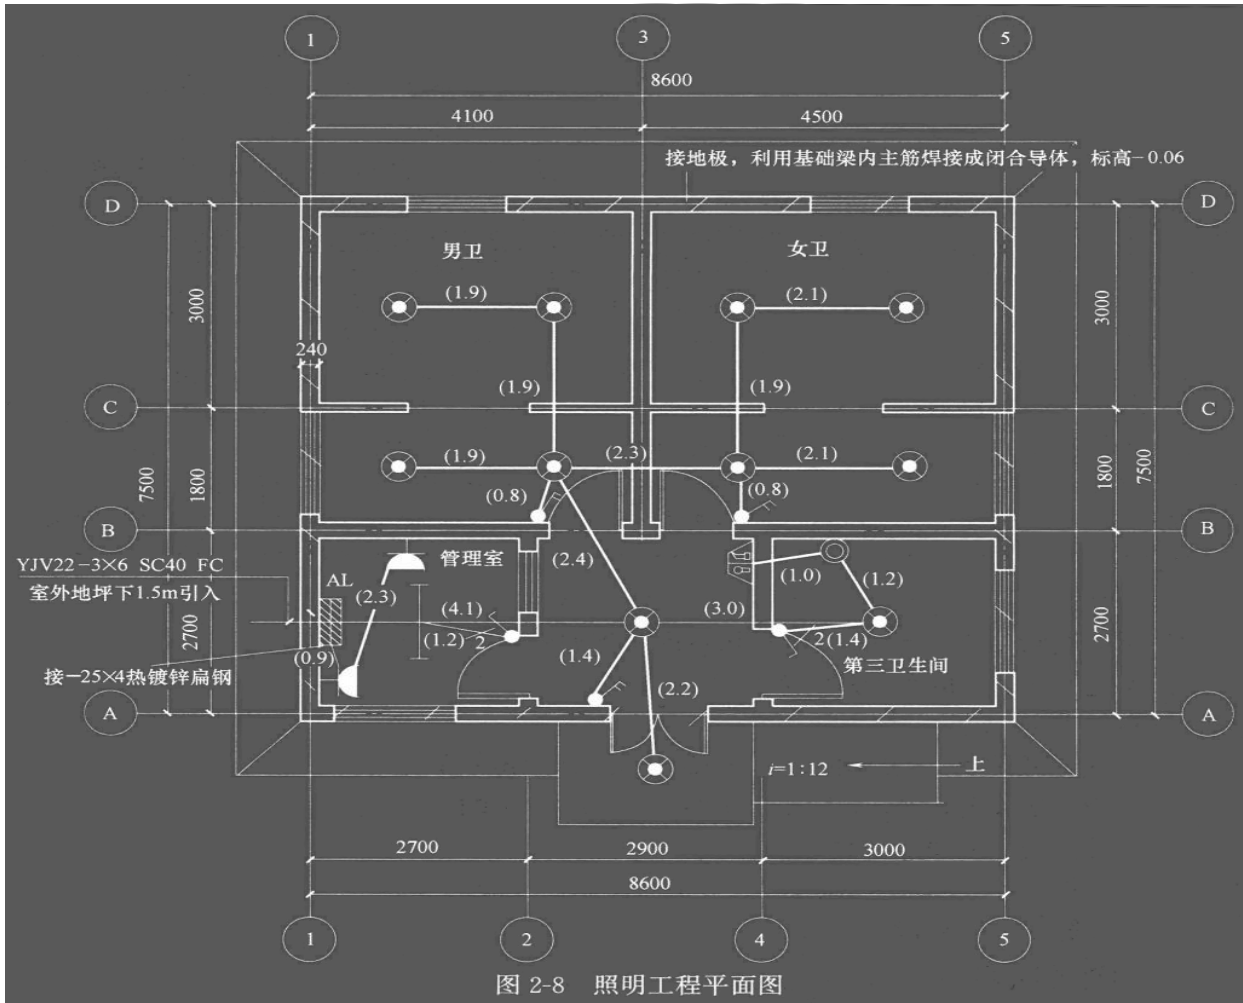 1 3 5
8600
4100 4500
接地极，利用基础梁内主筋焊接成闭合导体，标高-0.06
D D
男卫 女卫
(1.9) (2.1)
3000 3000
240
(1.9) (1.9)
C C
(1.9) (2.3) (2.1)
7500 1800 1800 7500
(0.8) (0.8)
B B
YJV22-3×6 SC40 FC
室外地坪下1.5m引入
管理室
(2.4)
AL
(2.3)
(1.0) (1.2)
(4.1) (3.0)
2700 2700
(1.2) 2
2 (1.4)
(0.9)
(1.4)
第三卫生间
接-25×4热镀锌扁钢
(2.2)
A A
i=1:12 上
2700 2900 3000
8600
1 2 4 5
图 2-8 照明工程平面图